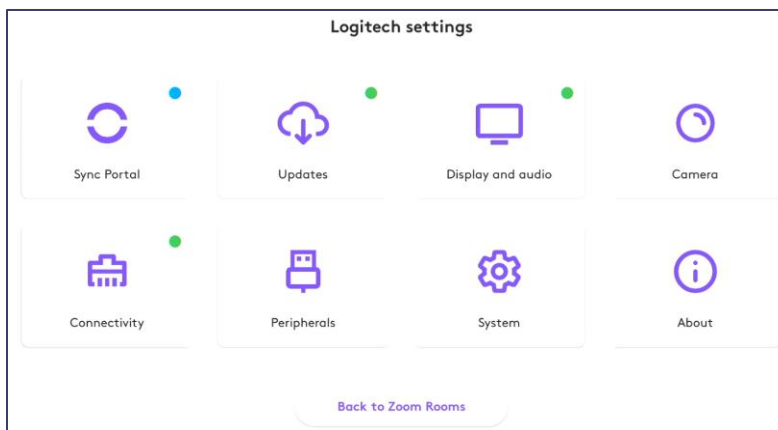 Logitech settings
Sync Portal
Updates
Display and audio
Camera
Connectivity
Peripherals
System
About
Back to Zoom Rooms